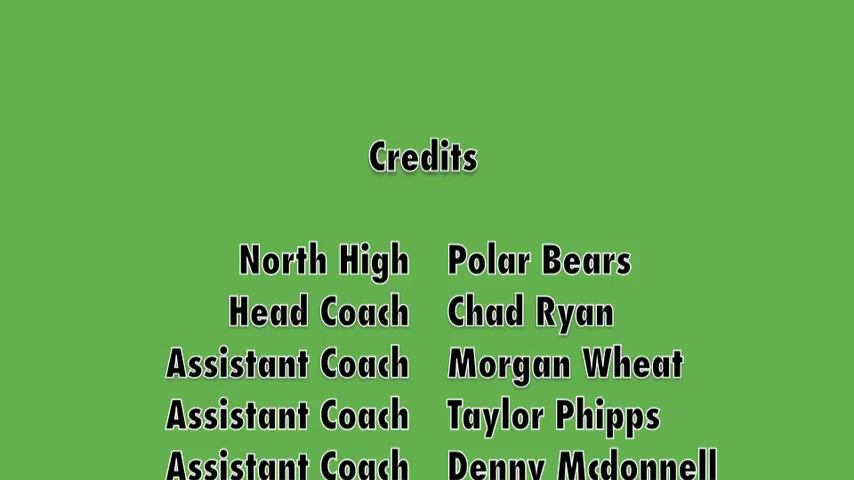 Credits
North High Polar Bears
Head Coach Chad Ryan
Assistant Coach Morgan Wheat
Assistant Coach Taylor Phipps
Assistant Coach Denny Mcdonnell